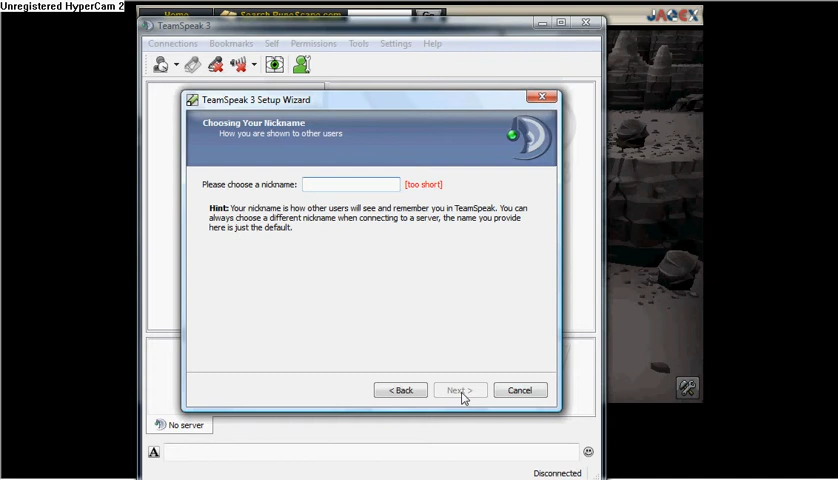 Unregistered HyperCam 2
Home Search RuneScape.com Go
JAGEX
TeamSpeak 3
Connections Bookmarks Self Permissions Tools Settings Help
TeamSpeak 3 Setup Wizard
Choosing Your Nickname
How you are shown to other users
Please choose a nickname: [too short]
Hint: Your nickname is how other users will see and remember you in TeamSpeak. You can
always choose a different nickname when connecting to a server, the name you provide
here is just the default.
< Back Next > Cancel
No server
A
Disconnected